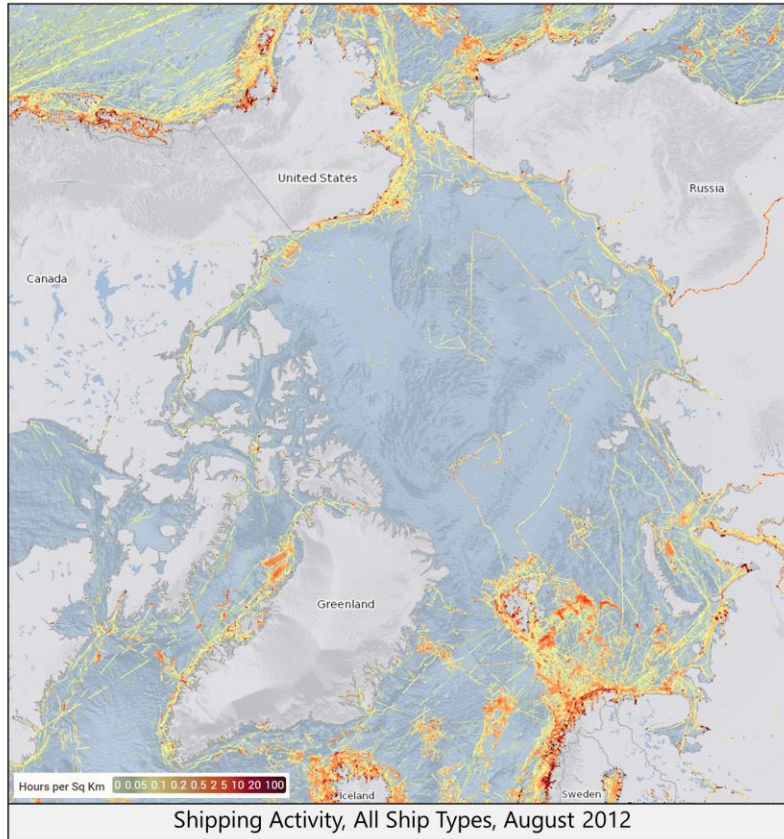 United States
Russia
Canada
Greenland
Hours per Sq Km 0 0.05 0.1 0.2 0.5 2 5 10 20 100
Iceland
Sweden
Shipping Activity, All Ship Types, August 2012